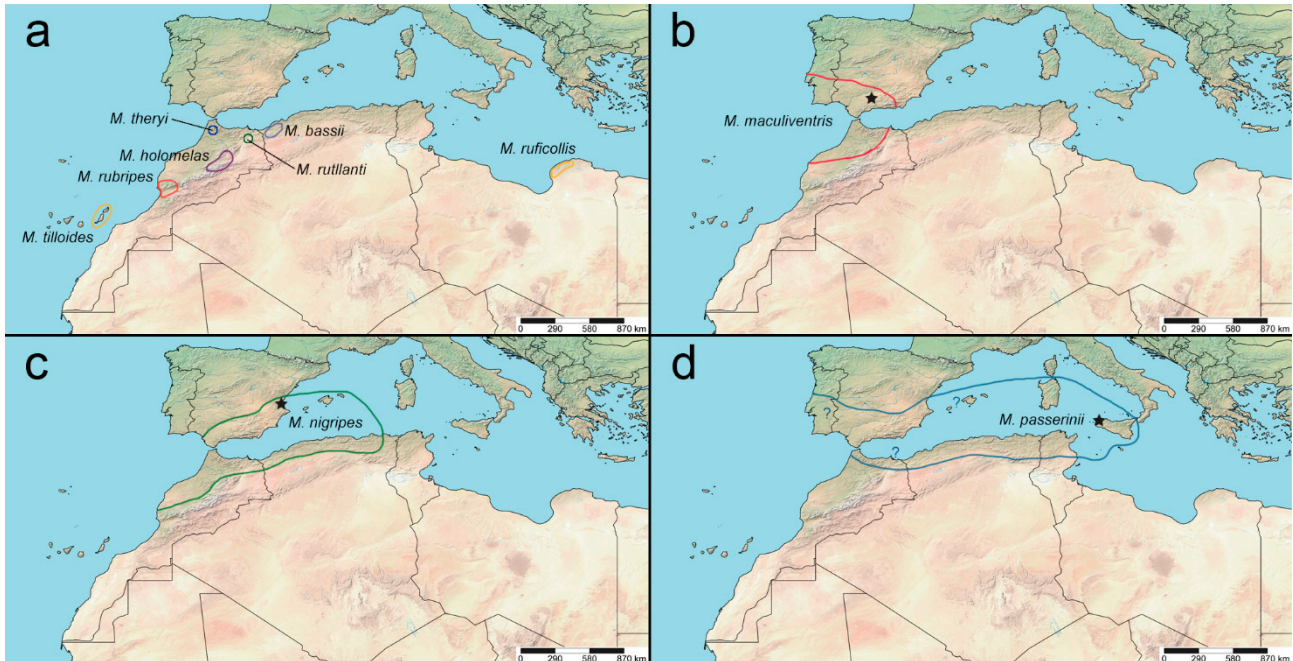 a
M. theryi
M. bassii
M. holomelas
M. rutllanti
M. ruficollis
M. rubripes
M. tilloides
0 290 580 870 km
b
M. maculiventris
0 290 580 870 km
c
M. nigripes
0 290 580 870 km
d
?
?
M. passerinii
?
0 290 580 870 km